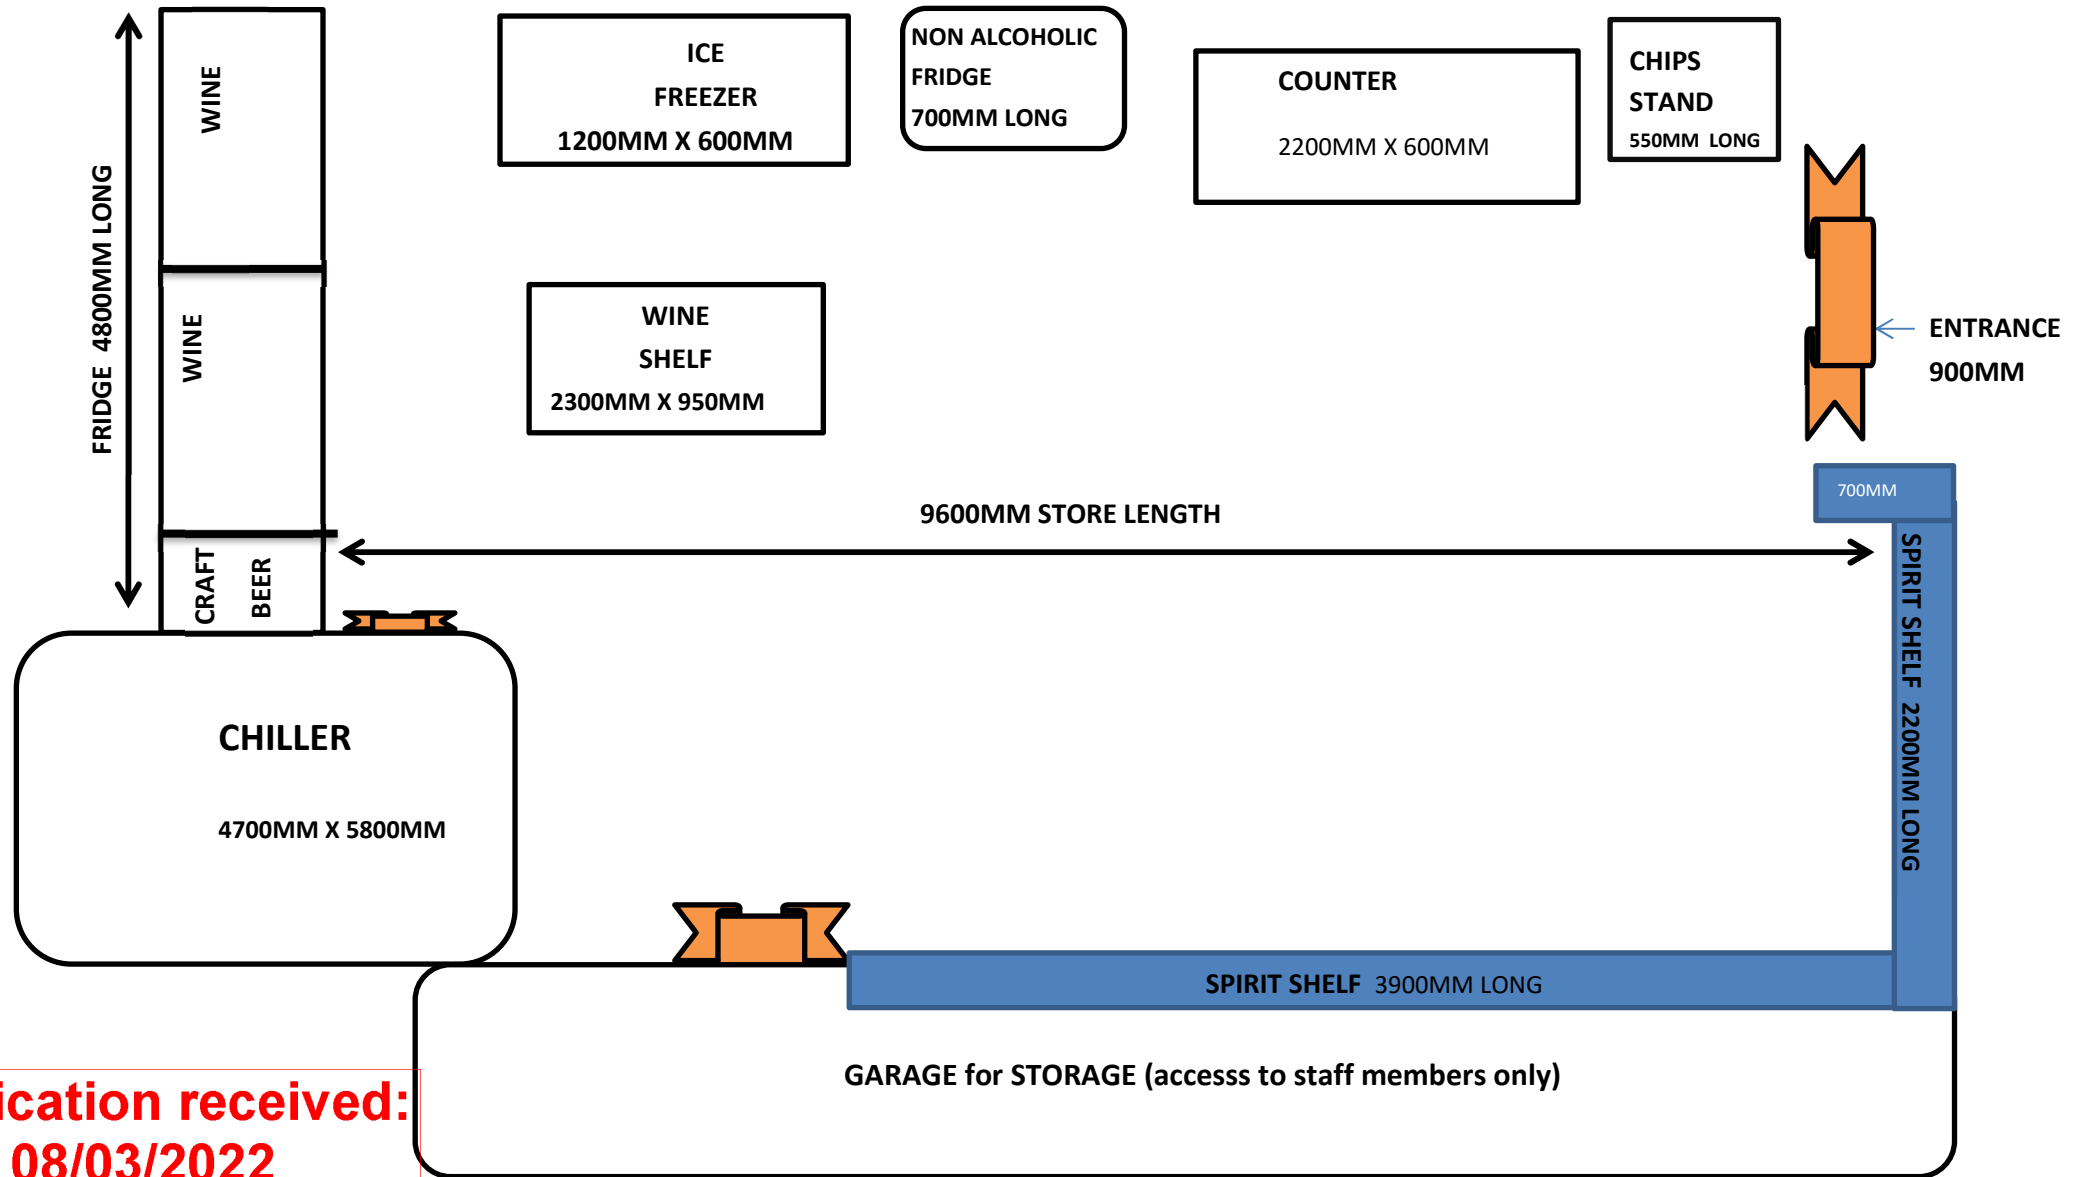 WINE
ICE
FREEZER
1200MM X 600MM
NON ALCOHOLIC
FRIDGE
700MM LONG
COUNTER
2200MM X 600MM
CHIPS
STAND
550MM LONG
FRIDGE 4800MM LONG
WINE
WINE
SHELF
2300MM X 950MM
ENTRANCE
900MM
700MM
9600MM STORE LENGTH
CRAFT
BEER
SPIRIT SHELF 2200MM LONG
CHILLER
4700MM X 5800MM
SPIRIT SHELF 3900MM LONG
GARAGE for STORAGE (accesss to staff members only)
ication received:
08/03/2022